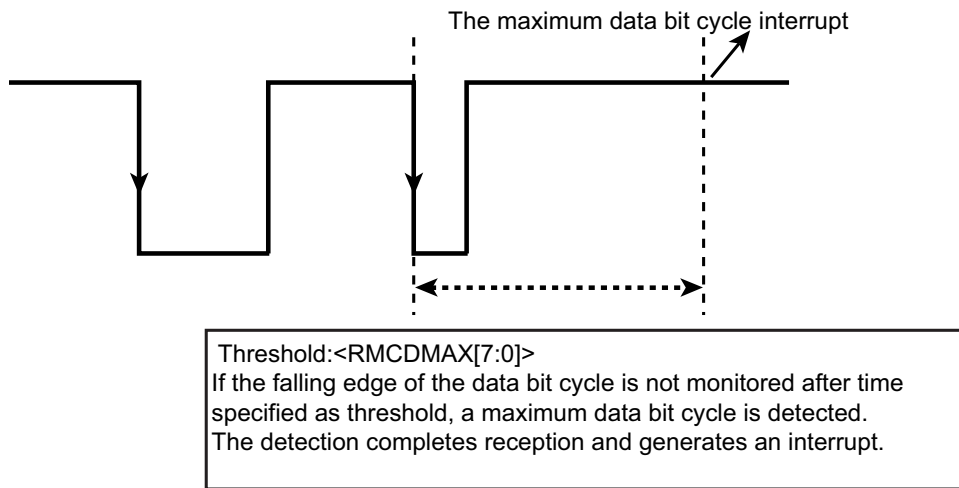 The maximum data bit cycle interrupt
Threshold:<RMCDMAX[7:0]>
If the falling edge of the data bit cycle is not monitored after time
specified as threshold, a maximum data bit cycle is detected.
The detection completes reception and generates an interrupt.